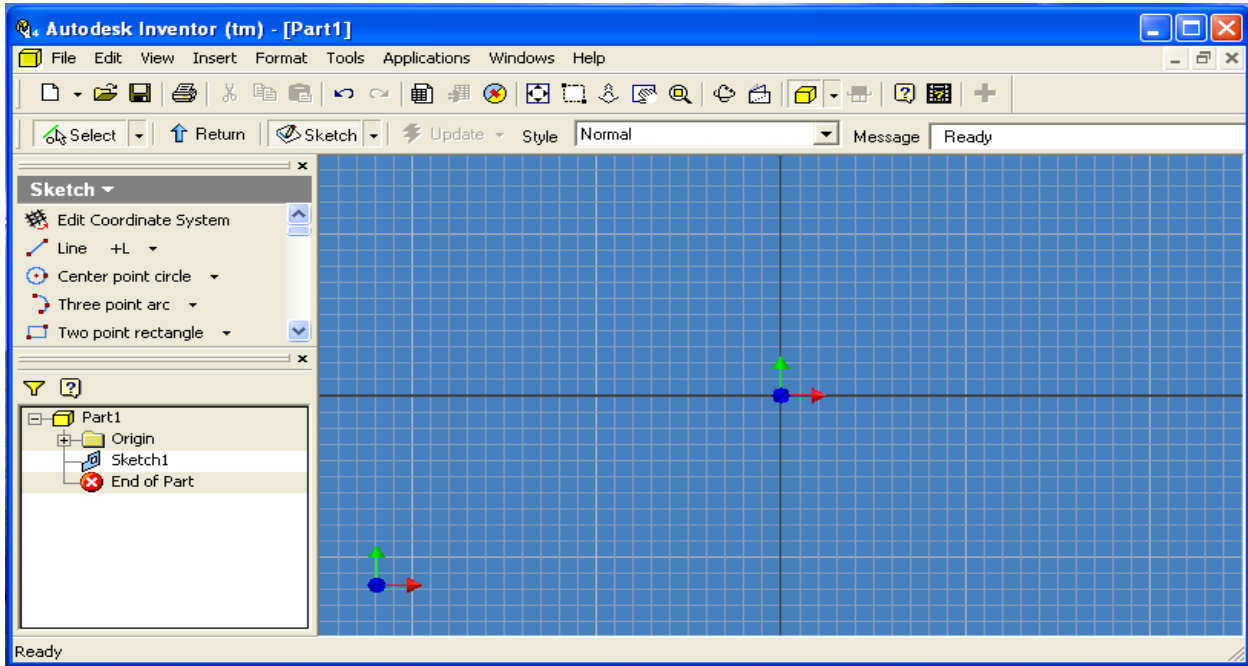 Autodesk Inventor (tm) - [Part1]
File Edit View Insert Format Tools Applications Windows Help
Select Return Sketch Update Style Normal Message Ready
Sketch
Edit Coordinate System
Line +L
Center point circle
Three point arc
Two point rectangle
Part1
Origin
Sketch1
End of Part
Ready